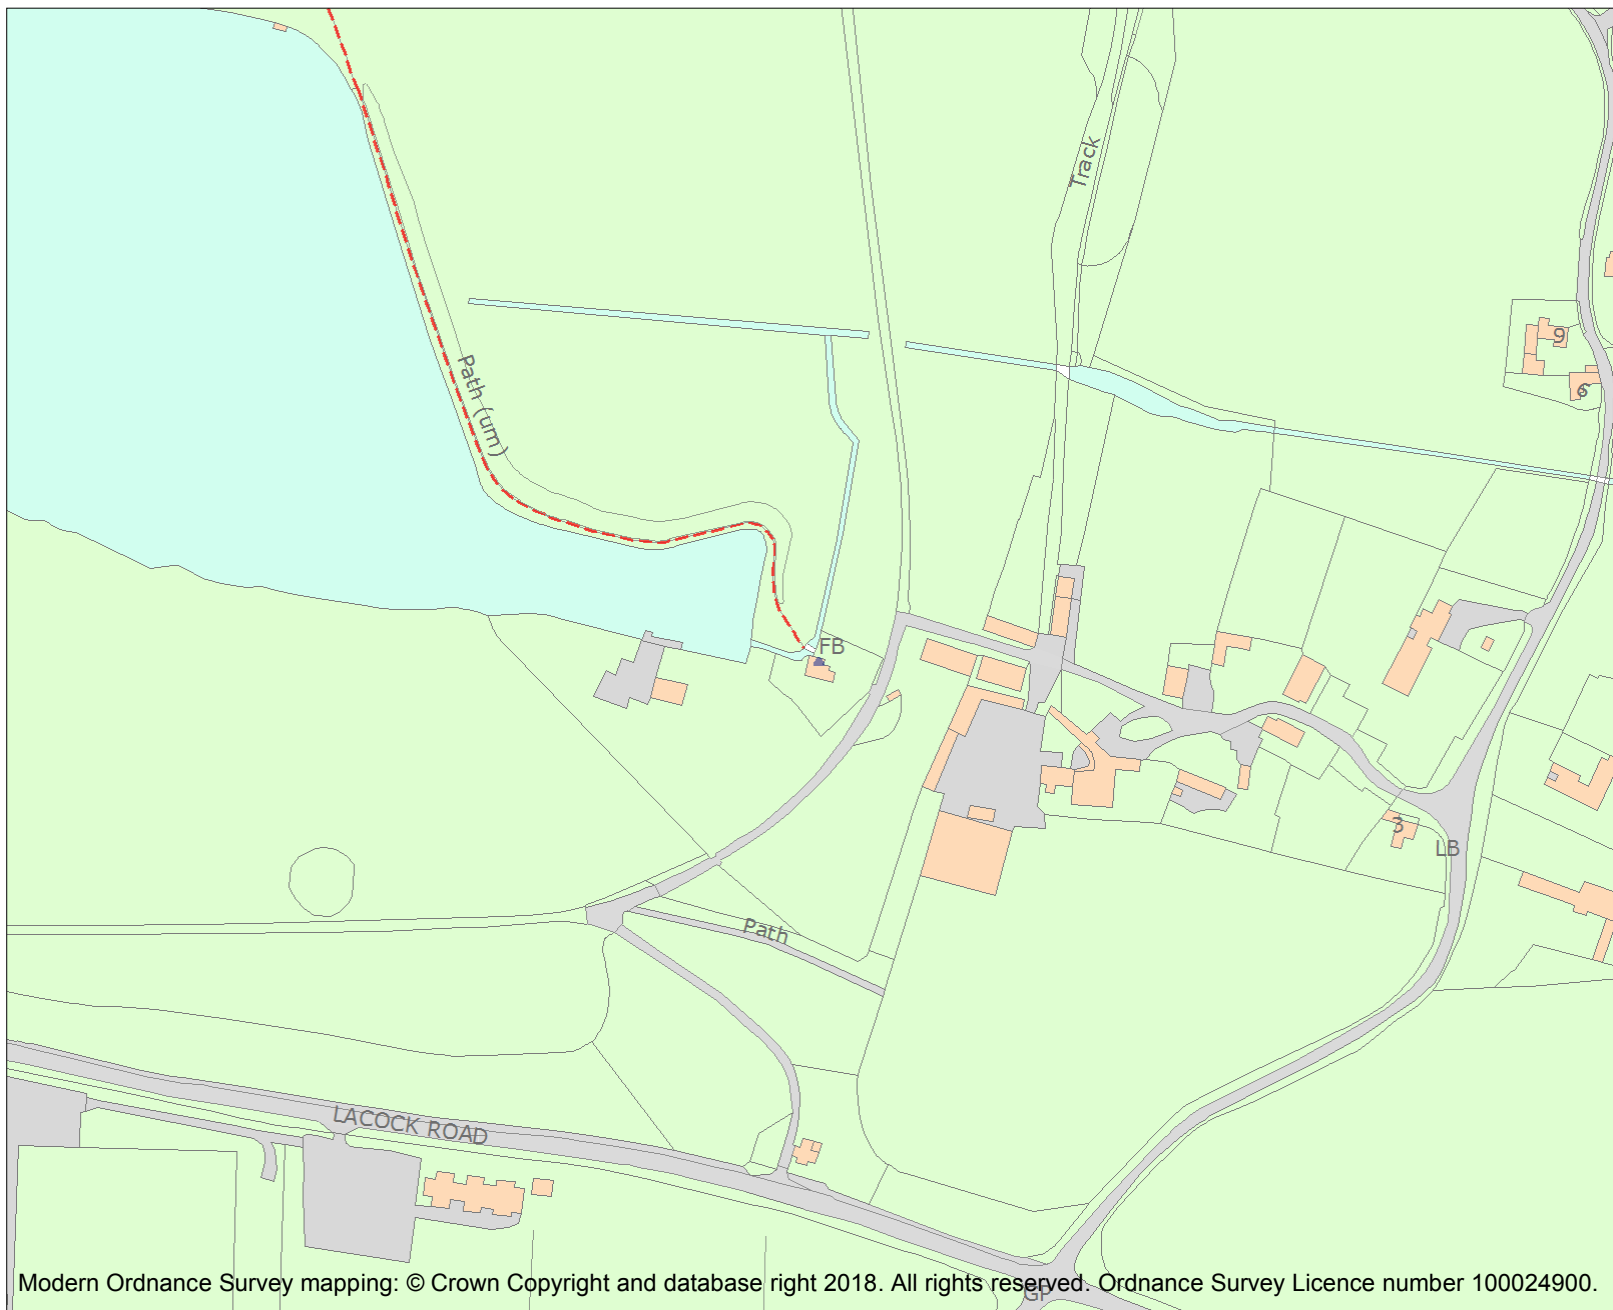 Track
9
6
Path (um)
FB
3
LB
Path
LACOCK ROAD
GP
Modern Ordnance Survey mapping: © Crown Copyright and database right 2018. All rights reserved. Ordnance Survey Licence number 100024900.